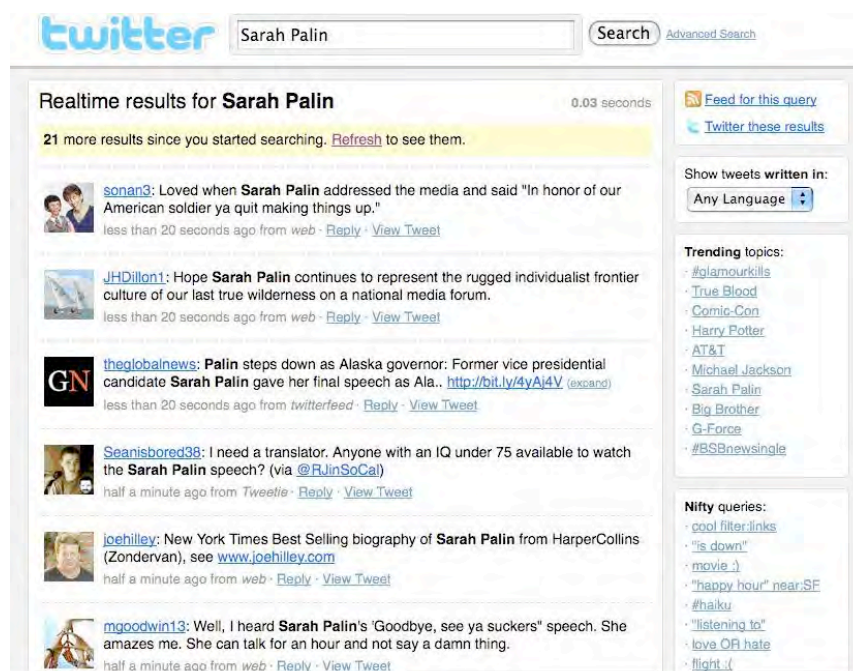 twitter
Sarah Palin
Search
Advanced Search
Realtime results for Sarah Palin
0.03 seconds
21 more results since you started searching. Refresh to see them.
sonan3: Loved when Sarah Palin addressed the media and said "In honor of our
American soldier ya quit making things up."
less than 20 seconds ago from web · Reply · View Tweet
JHDillon1: Hope Sarah Palin continues to represent the rugged individualist frontier
culture of our last true wilderness on a national media forum.
less than 20 seconds ago from web · Reply · View Tweet
GN
theglobalnews: Palin steps down as Alaska governor: Former vice presidential
candidate Sarah Palin gave her final speech as Ala.. http://bit.ly/4yAj4V (expand)
less than 20 seconds ago from twitterfeed · Reply · View Tweet
Seanisbored38: I need a translator. Anyone with an IQ under 75 available to watch
the Sarah Palin speech? (via @RJinSoCal)
half a minute ago from Tweetie · Reply · View Tweet
joehilley: New York Times Best Selling biography of Sarah Palin from HarperCollins
(Zondervan), see www.joehilley.com
half a minute ago from web · Reply · View Tweet
mgoodwin13: Well, I heard Sarah Palin's 'Goodbye, see ya suckers" speech. She
amazes me. She can talk for an hour and not say a damn thing.
half a minute ago from web · Reply · View Tweet
Feed for this query
Twitter these results
Show tweets written in:
Any Language
Trending topics:
· #glamourkills
· True Blood
· Comic-Con
· Harry Potter
· AT&T
· Michael Jackson
· Sarah Palin
· Big Brother
· G-Force
· #BSBnewsingle
Nifty queries:
· cool filter:links
· "is down"
· movie :)
· "happy hour" near:SF
· #haiku
· "listening to"
· love OR hate
· flight :(